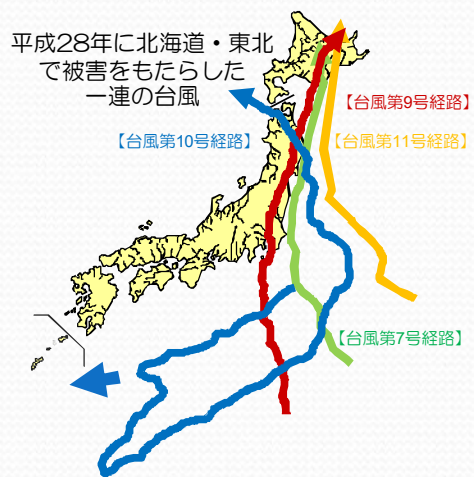 平成28年に北海道・東北
で被害をもたらした
一連の台風
【台風第9号経路】
【台風第10号経路】
【台風第11号経路】
【台風第7号経路】